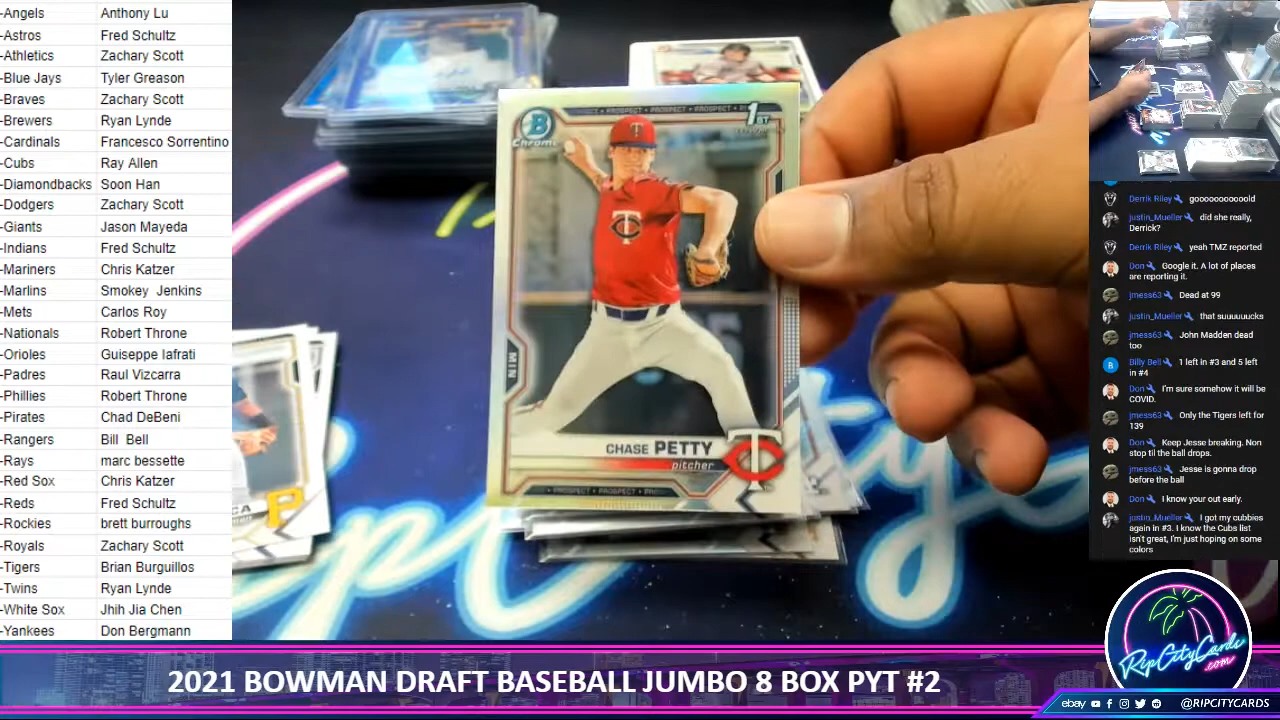 -Angels Anthony Lu
-Astros Fred Schultz
-Athletics Zachary Scott
-Blue Jays Tyler Greason
-Braves Zachary Scott
-Brewers Ryan Lynde
-Cardinals Francesco Sorrentino
-Cubs Ray Allen
-Diamondbacks Soon Han
-Dodgers Zachary Scott
-Giants Jason Mayeda
-Indians Fred Schultz
-Mariners Chris Katzer
-Marlins Smokey Jenkins
-Mets Carlos Roy
-Nationals Robert Throne
-Orioles Guiseppe Iafrati
-Padres Raul Vizcarra
-Phillies Robert Throne
-Pirates Chad DeBeni
-Rangers Bill Bell
-Rays marc bessette
-Red Sox Chris Katzer
-Reds Fred Schultz
-Rockies brett burroughs
-Royals Zachary Scott
-Tigers Brian Burguillos
-Twins Ryan Lynde
-White Sox Jhih Jia Chen
-Yankees Don Bergmann
PROSPECT • PROSPECT • PROSPECT
B
Chrome
1ST
T
MIN
CHASE PETTY
pitcher
T C
PROSPECT • PROSPECT
P
Derrik Riley gooooooooooold
justin_Mueller did she really,
Derrick?
Derrik Riley yeah TMZ reported
Don Google it. A lot of places
are reporting it.
jmess63 Dead at 99
justin_Mueller that suuuuuucks
jmess63 John Madden dead
too
B Billy Bell 1 left in #3 and 5 left
in #4
Don I'm sure somehow it will be
COVID.
jmess63 Only the Tigers left for
139
Don Keep Jesse breaking. Non
stop til the ball drops.
jmess63 Jesse is gonna drop
before the ball
Don I know your out early.
justin_Mueller I got my cubbies
again in #3. I know the Cubs list
isn't great, I'm just hoping on some
colors
RipCityCards
.com
2021 BOWMAN DRAFT BASEBALL JUMBO 8 BOX PYT #2
ebay @RIPCITYCARDS